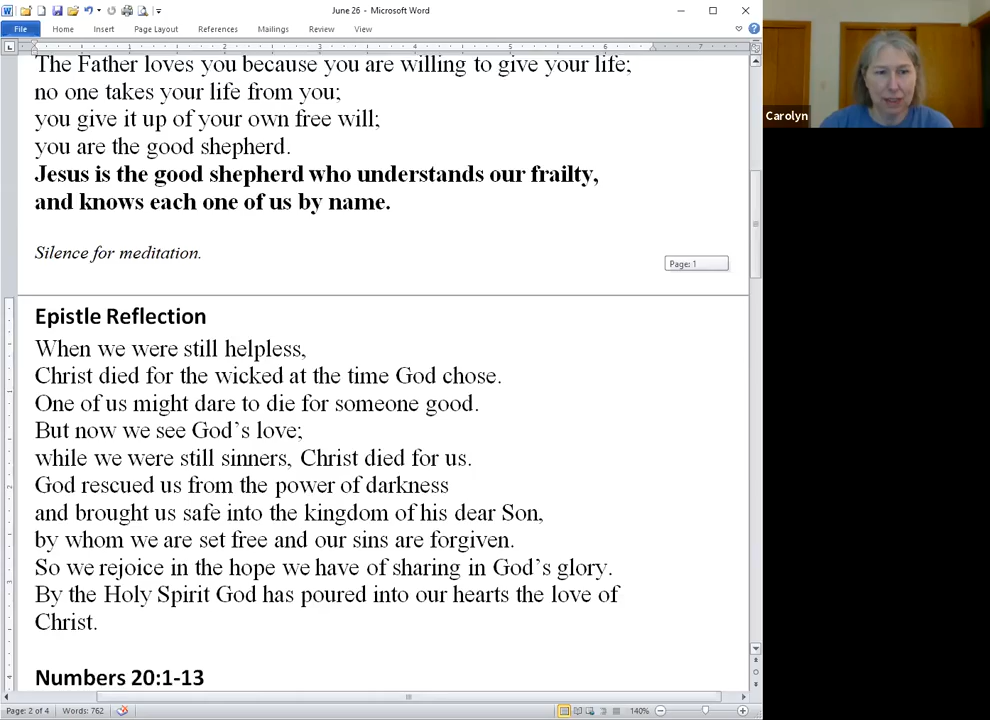 June 26 - Microsoft Word
File Home Insert Page Layout References Mailings Review View
1 2 3 4 5 6 7
The Father loves you because you are willing to give your life;
no one takes your life from you;
you give it up of your own free will;
you are the good shepherd.
Jesus is the good shepherd who understands our frailty,
and knows each one of us by name.
Silence for meditation.
Page: 1
Epistle Reflection
When we were still helpless,
Christ died for the wicked at the time God chose.
One of us might dare to die for someone good.
But now we see God’s love;
while we were still sinners, Christ died for us.
God rescued us from the power of darkness
and brought us safe into the kingdom of his dear Son,
by whom we are set free and our sins are forgiven.
So we rejoice in the hope we have of sharing in God’s glory.
By the Holy Spirit God has poured into our hearts the love of
Christ.
Numbers 20:1-13
Page: 2 of 4 Words: 762 140%
Carolyn